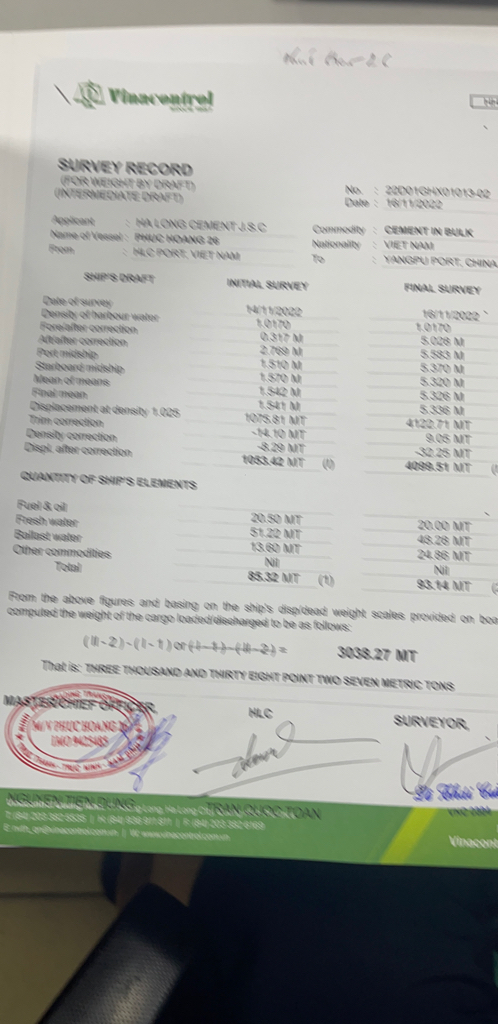 Vinacontrol
SURVEY RECORD
(FOR WEIGHT BY DRAFT)
(INTERMEDIATE DRAFT)
No. : 22D01GHX01013-02
Date : 16/11/2022
Applicant : HA LONG CEMENT J.S.C
Commodity : CEMENT IN BULK
Name of Vessel : PHUC HOANG 26
Nationality : VIET NAM
From : HLC PORT, VIET NAM
To : YANGPU PORT, CHINA
SHIP'S DRAFT INITIAL SURVEY FINAL SURVEY
Date of survey 14/11/2022 16/11/2022
Density of harbour water 1.0170 1.0170
Fore/after correction 0.317 M 5.028 M
Aft/after correction 2.769 M 5.583 M
Port midship 1.510 M 5.370 M
Starboard midship 1.570 M 5.320 M
Mean of means 1.542 M 5.326 M
Final mean 1.541 M 5.336 M
Displacement at density 1.025 1075.81 MT 4122.71 MT
Trim correction -14.10 MT 9.05 MT
Density correction -8.29 MT -32.25 MT
Displ. after correction 1053.42 MT (I) 4099.51 MT
QUANTITY OF SHIP'S ELEMENTS
Fuel & oil 20.50 MT 20.00 MT
Fresh water 51.22 MT 48.28 MT
Ballast water 13.60 MT 24.86 MT
Other commodities Nil Nil
Total 85.32 MT (1) 93.14 MT
From the above figures and basing on the ship's disp/dead weight scales provided on
computed the weight of the cargo loaded/discharged to be as follows:
( II - 2 ) - ( I - 1 ) or ( I - 1 ) - ( II - 2 ) = 3038.27 MT
That is: THREE THOUSAND AND THIRTY EIGHT POINT TWO SEVEN METRIC TONS
MASTER/CHIEF OFFICER, HLC SURVEYOR,
M/V PHUC HOANG
NGUYEN TIEN DUNG TRAN QUOC TOAN